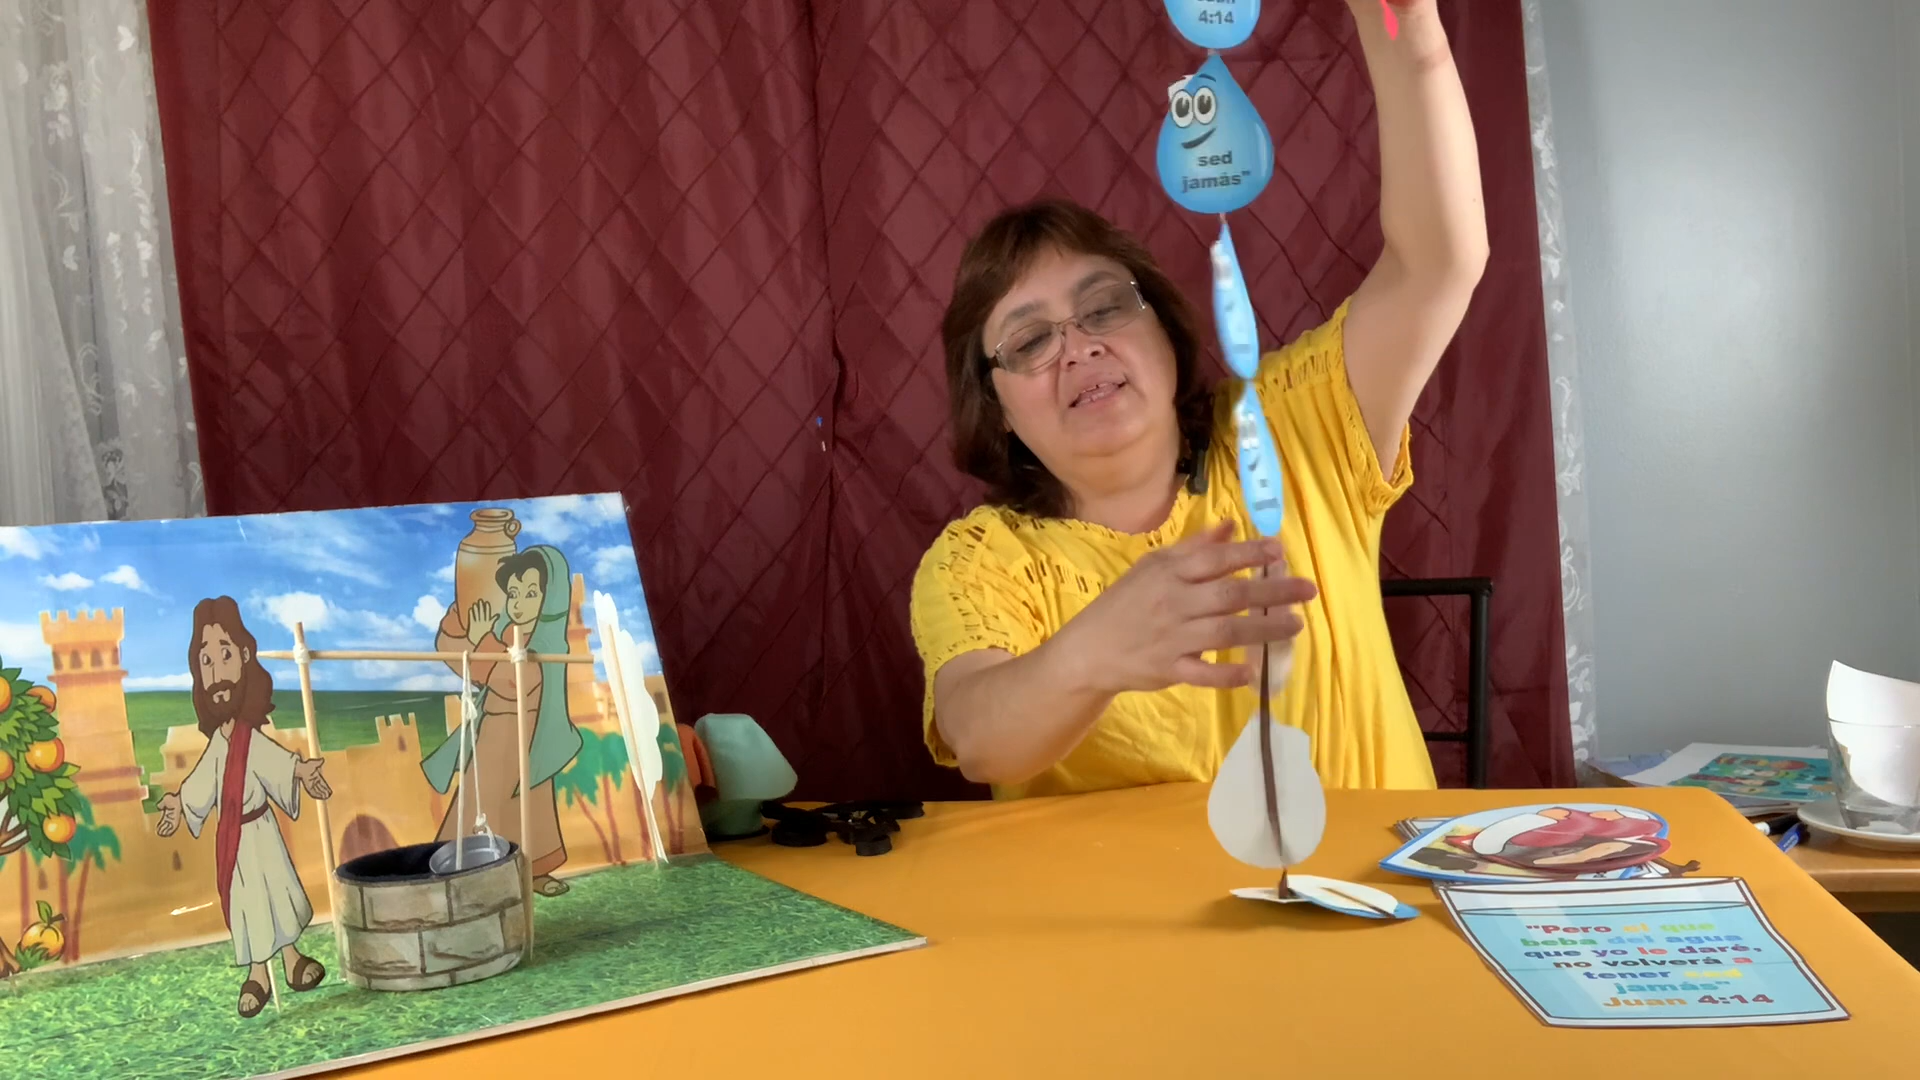 4:14
sed
jamás"
"Pero el que
beba del agua
que yo le daré,
no volverá a
tener sed
jamás"
Juan 4:14